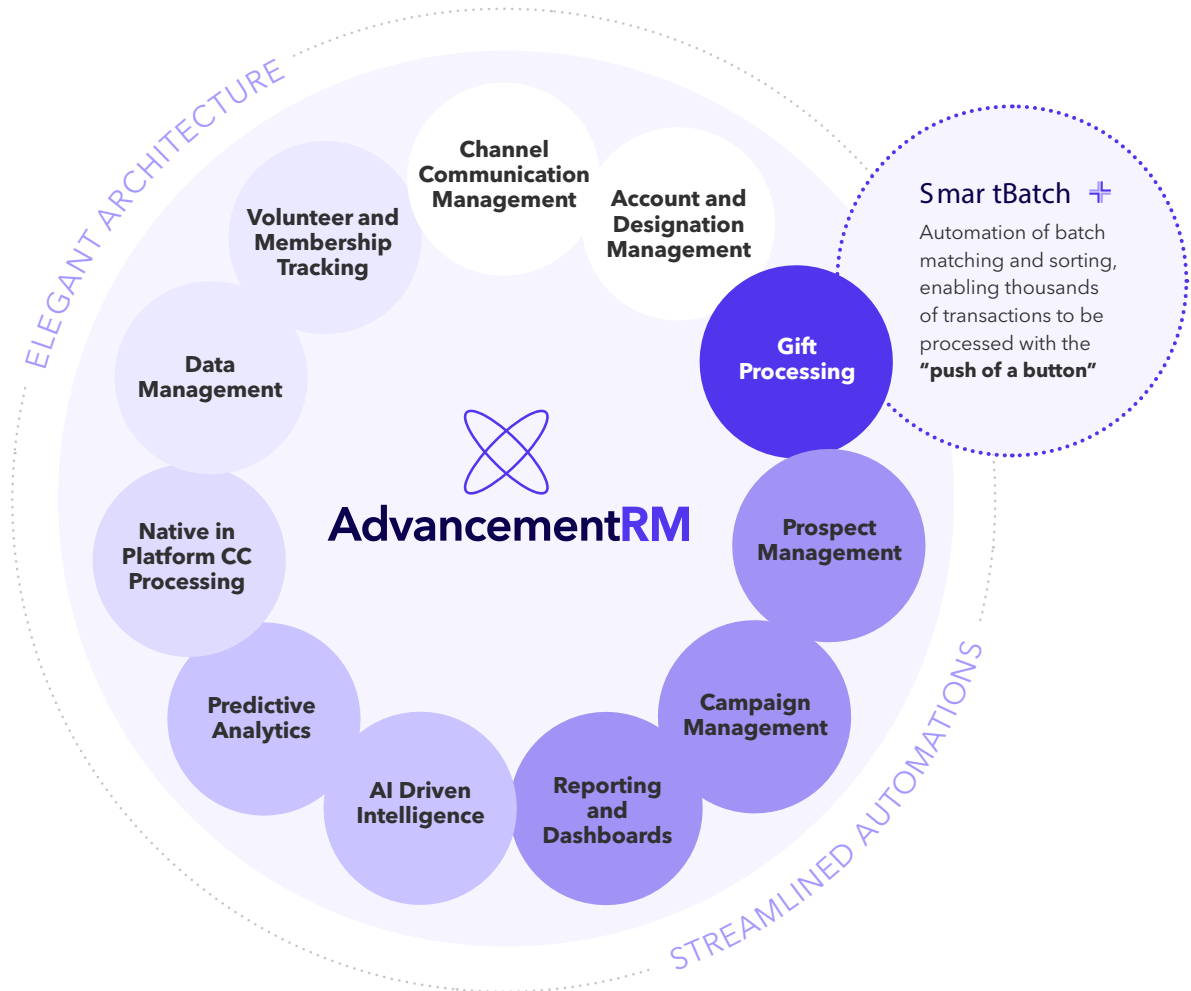 ELEGANT ARCHITECTURE
Channel
Communication
Management
Account and
Designation
Management
Volunteer and
Membership
Tracking
Smar tBatch
Automation of batch
matching and sorting,
enabling thousands
of transactions to be
processed with the
“push of a button”
Gift
Processing
Data
Management
AdvancementRM
Native in
Platform CC
Processing
Prospect
Management
Predictive
Analytics
Campaign
Management
AI Driven
Intelligence
Reporting
and
Dashboards
STREAMLINED AUTOMATIONS